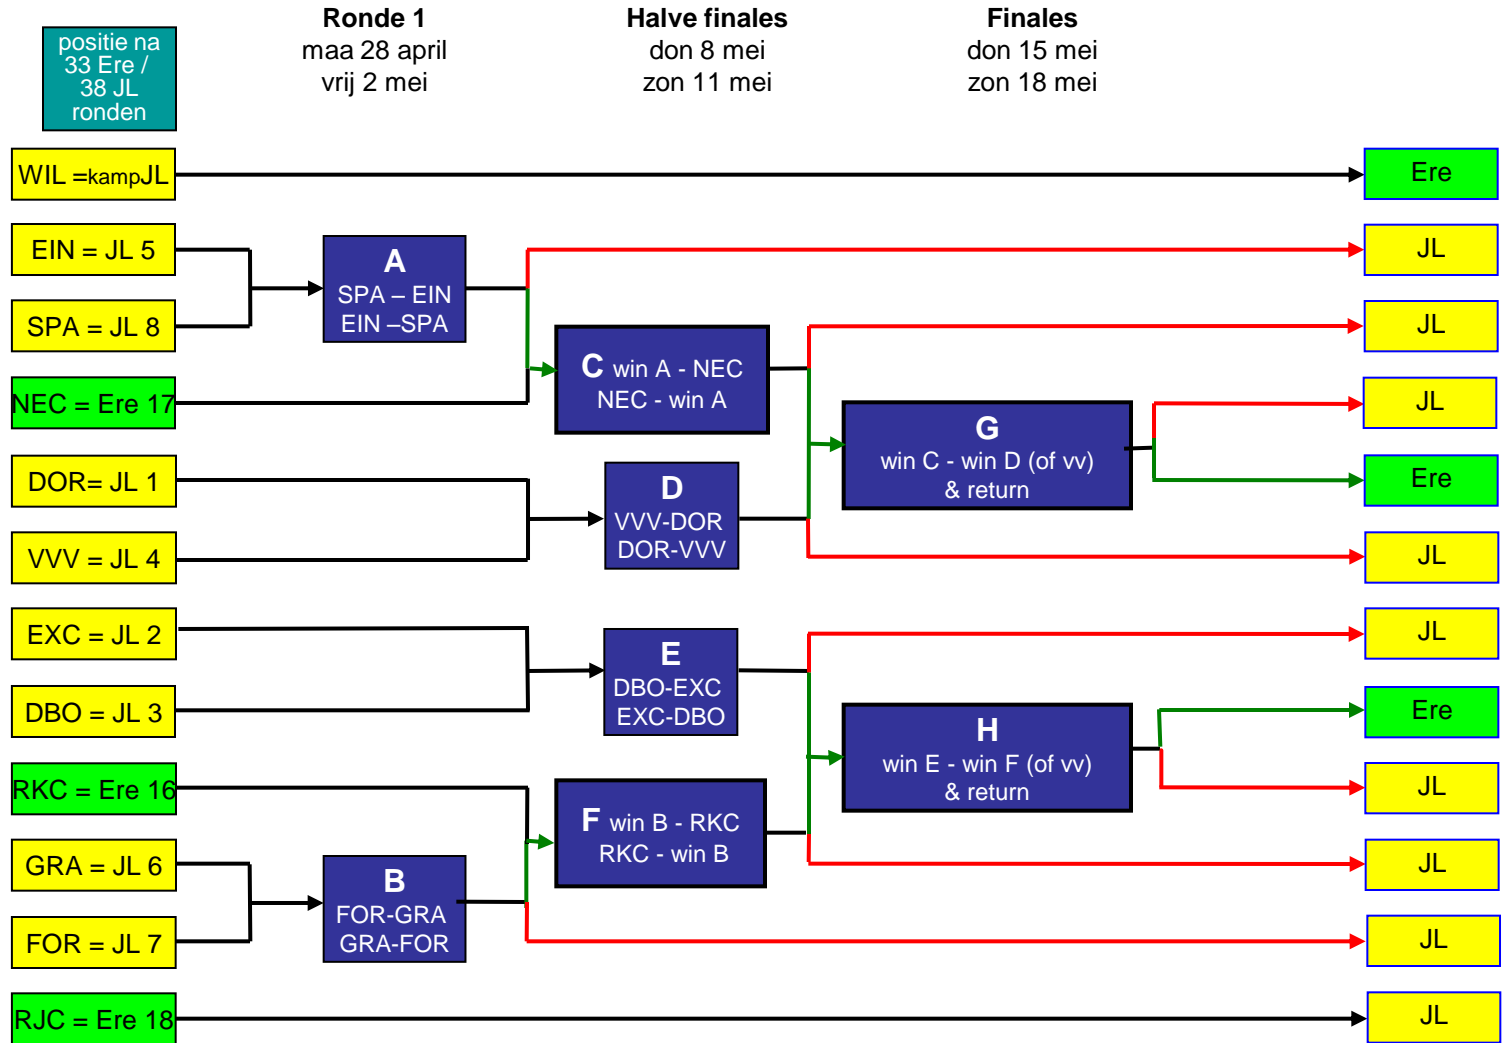 Ronde 1
maa 28 april
vrij 2 mei
Halve finales
don 8 mei
zon 11 mei
Finales
don 15 mei
zon 18 mei
positie na
33 Ere /
38 JL
ronden
WIL =kampJL
Ere
EIN = JL 5
JL
A
SPA – EIN
EIN –SPA
SPA = JL 8
JL
C win A - NEC
NEC - win A
NEC = Ere 17
JL
G
win C - win D (of vv)
& return
DOR= JL 1
Ere
D
VVV-DOR
DOR-VVV
VVV = JL 4
JL
EXC = JL 2
JL
E
DBO-EXC
EXC-DBO
DBO = JL 3
Ere
H
win E - win F (of vv)
& return
RKC = Ere 16
JL
F win B - RKC
RKC - win B
GRA = JL 6
JL
B
FOR-GRA
GRA-FOR
FOR = JL 7
JL
RJC = Ere 18
JL